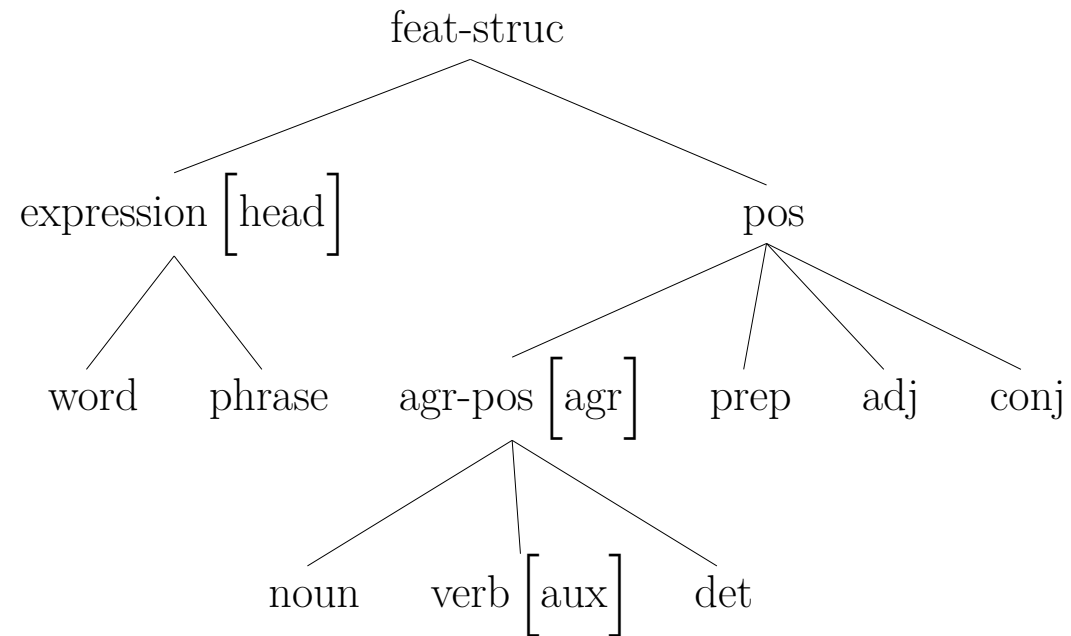 feat-struc
expression [head] pos
word phrase agr-pos [agr] prep adj conj
noun verb [aux] det